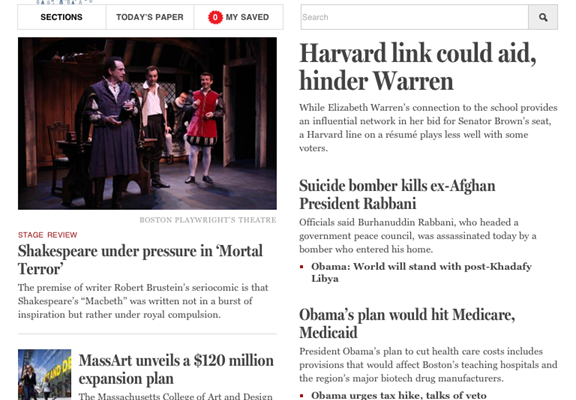 SECTIONS
TODAY'S PAPER
0 MY SAVED
Search
BOSTON PLAYWRIGHT'S THEATRE
STAGE REVIEW
Shakespeare under pressure in ‘Mortal
Terror’
The premise of writer Robert Brustein's seriocomic is that
Shakespeare's “Macbeth” was written not in a burst of
inspiration but rather under royal compulsion.
MassArt unveils a $120 million
expansion plan
The Massachusetts College of Art and Design
Harvard link could aid,
hinder Warren
While Elizabeth Warren's connection to the school provides
an influential network in her bid for Senator Brown's seat,
a Harvard line on a résumé plays less well with some
voters.
Suicide bomber kills ex-Afghan
President Rabbani
Officials said Burhanuddin Rabbani, who headed a
government peace council, was assassinated today by a
bomber who entered his home.
Obama: World will stand with post-Khadafy
Libya
Obama's plan would hit Medicare,
Medicaid
President Obama's plan to cut health care costs includes
provisions that would affect Boston's teaching hospitals and
the region's major biotech drug manufacturers.
Obama urges tax hike, talks of veto